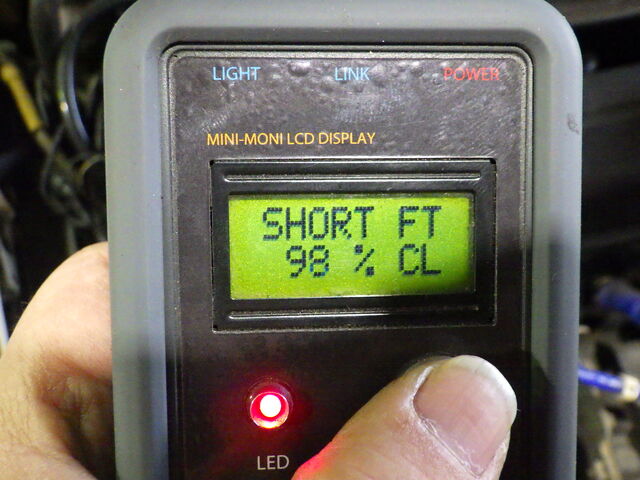 LIGHT LINK POWER
MINI-MONI LCD DISPLAY
SHORT FT
98 % CL
LED